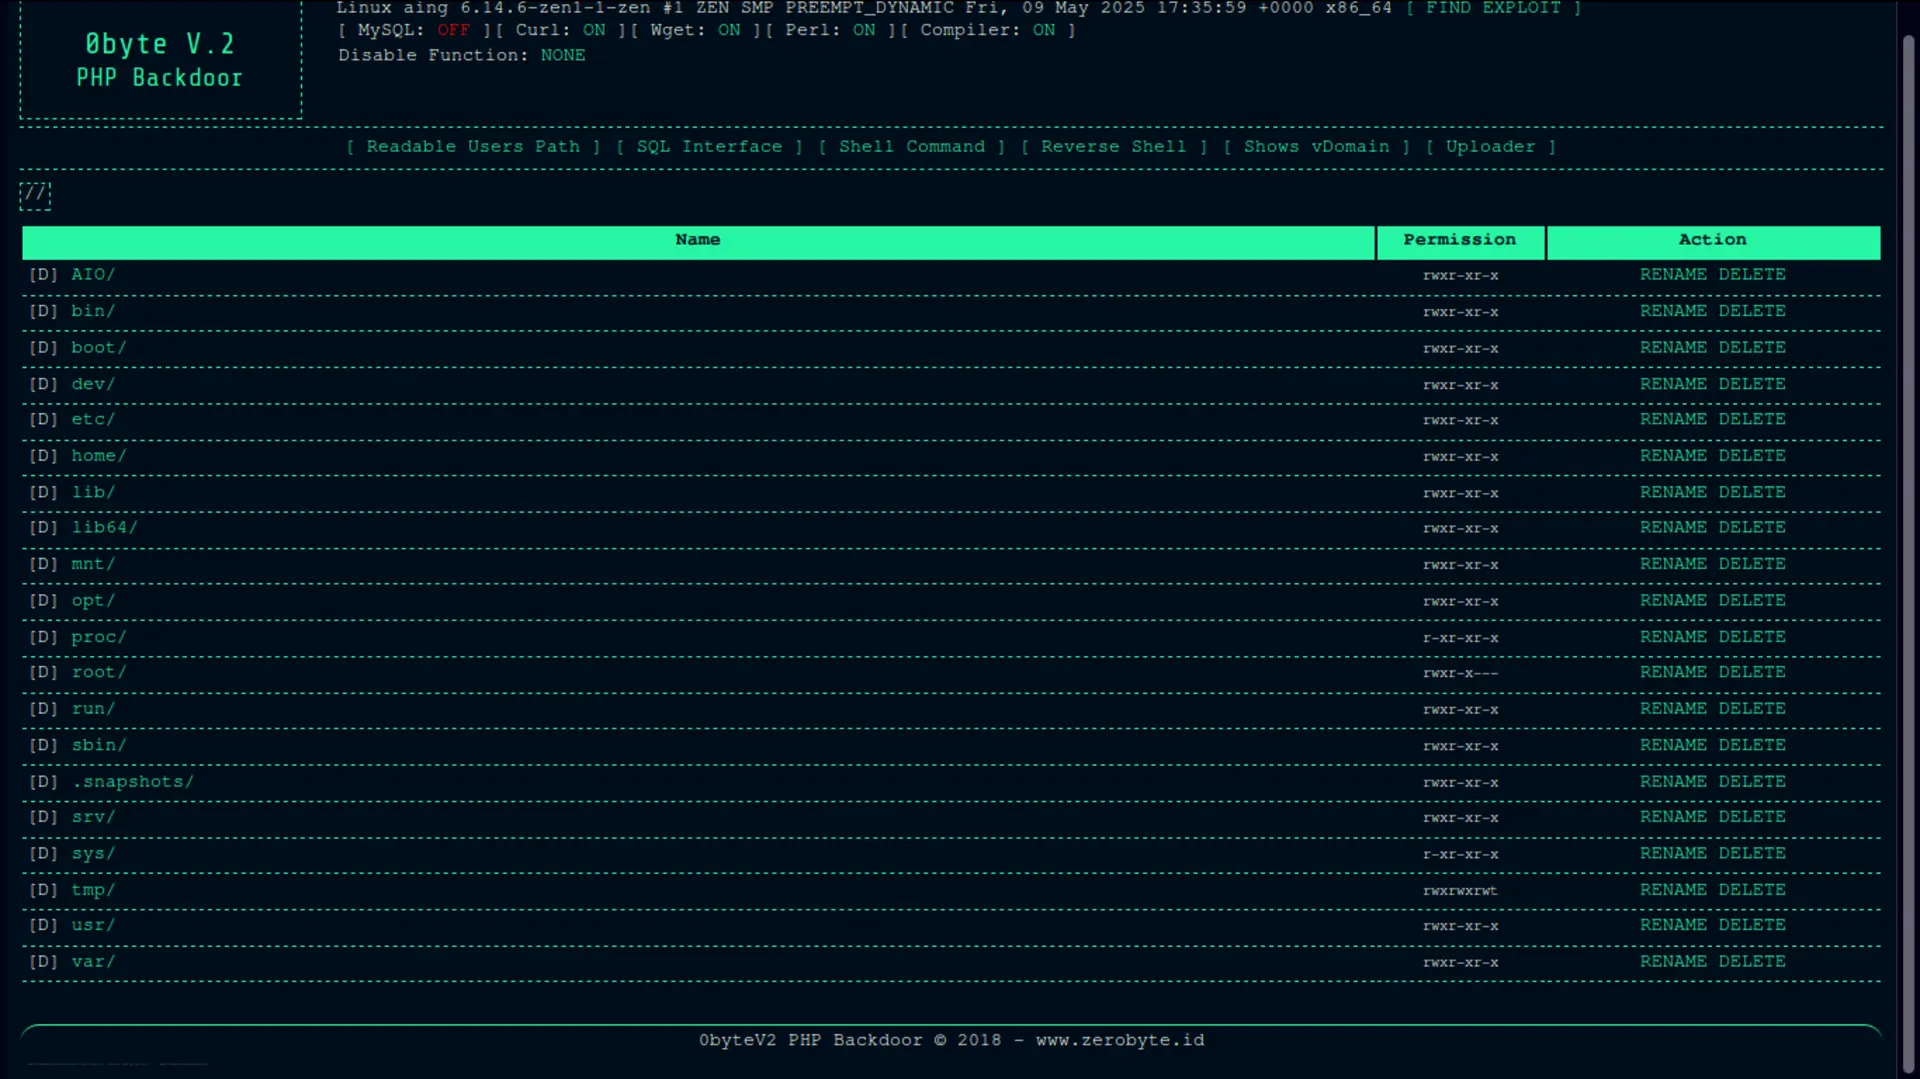 Linux aing 6.14.6-zen1-1-zen #1 ZEN SMP PREEMPT_DYNAMIC Fri, 09 May 2025 17:35:59 +0000 x86_64 [ FIND EXPLOIT ]
0byte V.2
PHP Backdoor
[ MySQL: OFF ][ Curl: ON ][ Wget: ON ][ Perl: ON ][ Compiler: ON ]
Disable Function: NONE
[ Readable Users Path ] [ SQL Interface ] [ Shell Command ] [ Reverse Shell ] [ Shows vDomain ] [ Uploader ]
//
Name Permission Action
[D] AIO/ rwxr-xr-x RENAME DELETE
[D] bin/ rwxr-xr-x RENAME DELETE
[D] boot/ rwxr-xr-x RENAME DELETE
[D] dev/ rwxr-xr-x RENAME DELETE
[D] etc/ rwxr-xr-x RENAME DELETE
[D] home/ rwxr-xr-x RENAME DELETE
[D] lib/ rwxr-xr-x RENAME DELETE
[D] lib64/ rwxr-xr-x RENAME DELETE
[D] mnt/ rwxr-xr-x RENAME DELETE
[D] opt/ rwxr-xr-x RENAME DELETE
[D] proc/ r-xr-xr-x RENAME DELETE
[D] root/ rwxr-x--- RENAME DELETE
[D] run/ rwxr-xr-x RENAME DELETE
[D] sbin/ rwxr-xr-x RENAME DELETE
[D] .snapshots/ rwxr-xr-x RENAME DELETE
[D] srv/ rwxr-xr-x RENAME DELETE
[D] sys/ r-xr-xr-x RENAME DELETE
[D] tmp/ rwxrwxrwt RENAME DELETE
[D] usr/ rwxr-xr-x RENAME DELETE
[D] var/ rwxr-xr-x RENAME DELETE
0byteV2 PHP Backdoor © 2018 - www.zerobyte.id